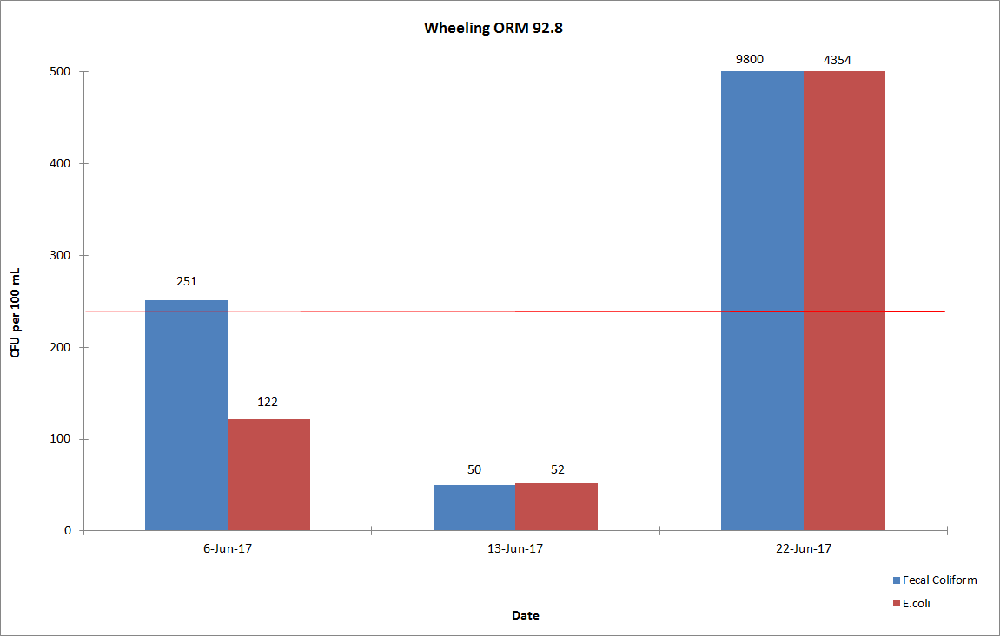 Wheeling ORM 92.8
9800 4354
500
400
300
251
CFU per 100 mL
200
122
100
50 52
0
6-Jun-17 13-Jun-17 22-Jun-17
Fecal Coliform
E.coli
Date